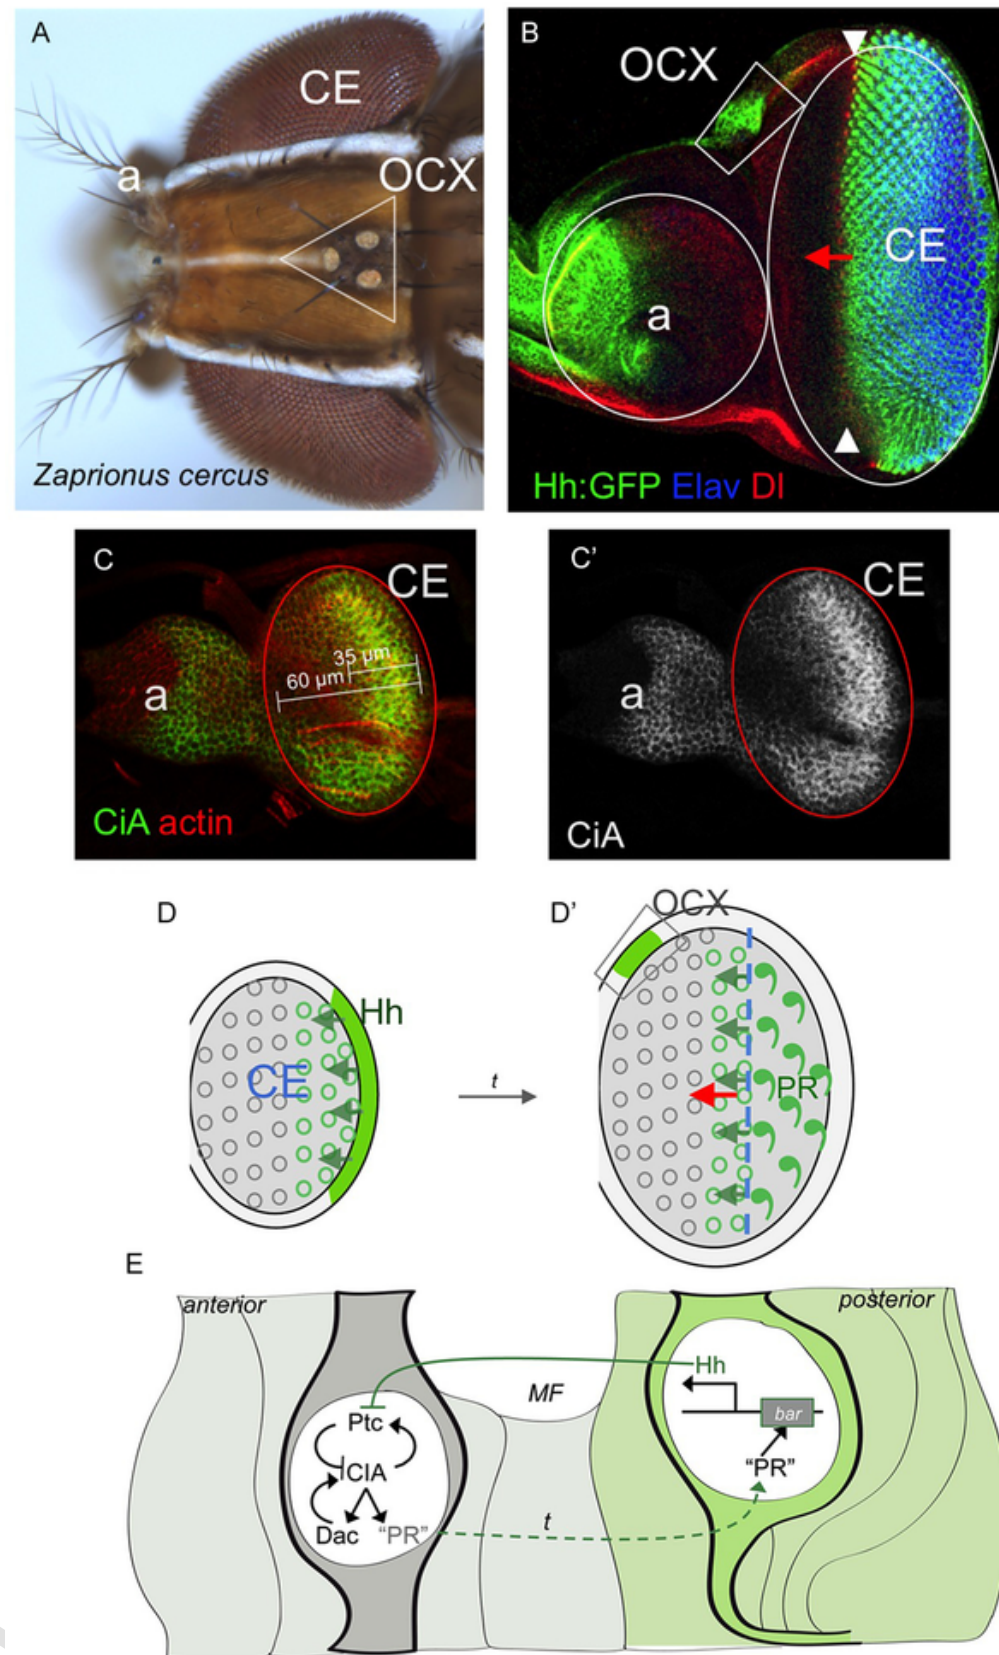 A
CE
a
OCX
Zaprionus cercus
B
OCX
CE
a
Hh:GFP Elav Dl
C
CE
35 µm
60 µm
a
CiA actin
C'
CE
a
CiA
D
Hh
CE
t
D'
OCX
PR
E
anterior
posterior
MF
Hh
bar
"PR"
Ptc
CIA
Dac "PR"
t